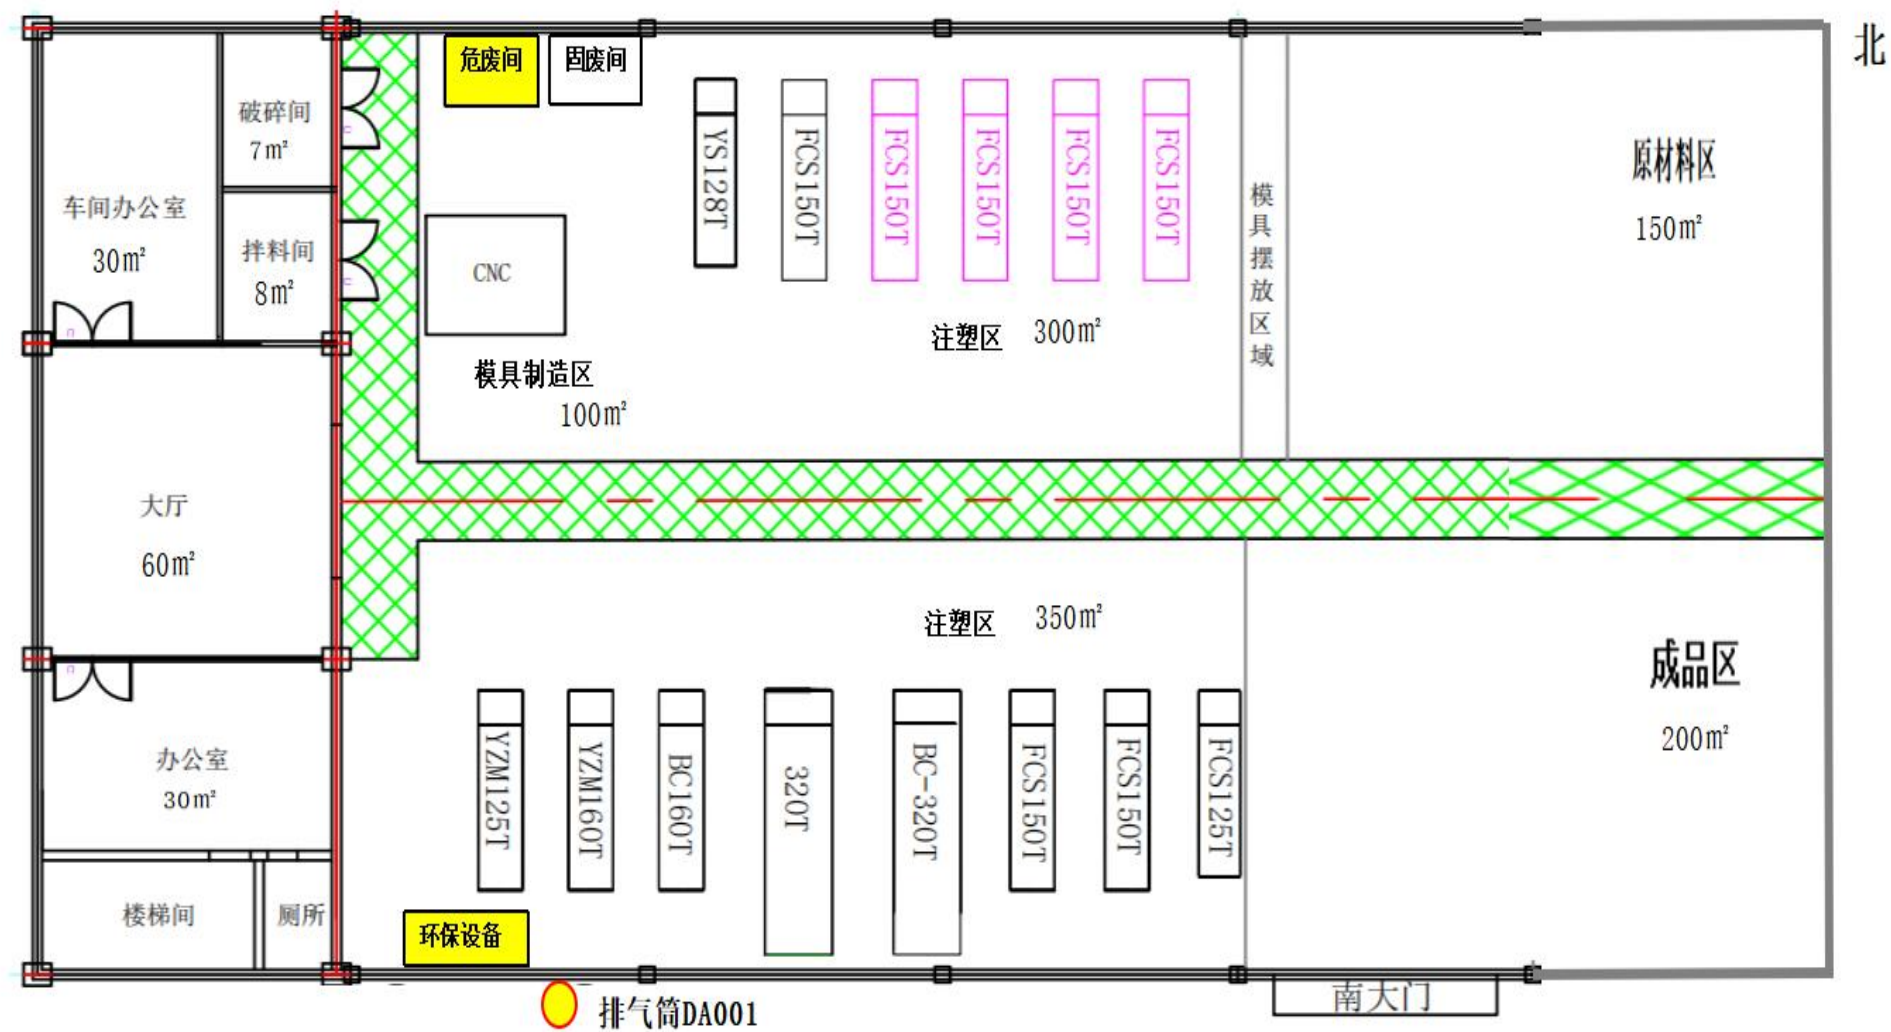 北
危废间
固废间
破碎间
7㎡
车间办公室
30㎡
拌料间
8㎡
YS128T
FCS150T
FCS150T
FCS150T
FCS150T
FCS150T
模具摆放区域
原材料区
150㎡
CNC
注塑区 300㎡
模具制造区
100㎡
大厅
60㎡
注塑区 350㎡
成品区
200㎡
办公室
30㎡
YZM125T
YZM160T
BC160T
320T
BC-320T
FCS150T
FCS150T
FCS125T
楼梯间
厕所
环保设备
南大门
排气筒DA001